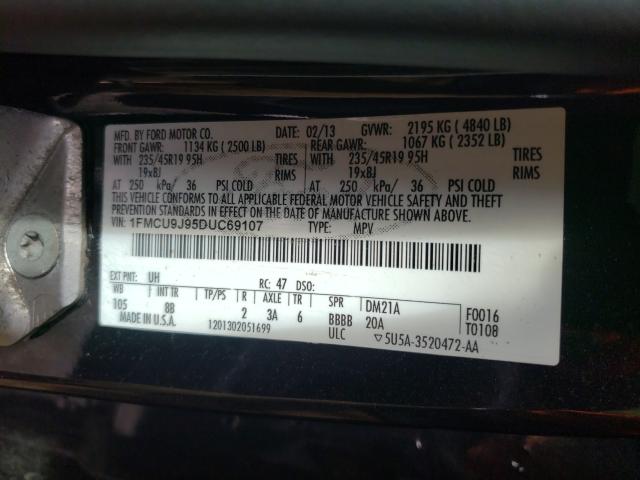 MFD. BY FORD MOTOR CO. DATE: 02/13 GVWR: 2195 KG ( 4840 LB)
FRONT GAWR: 1134 KG ( 2500 LB) REAR GAWR: 1067 KG ( 2352 LB)
WITH 235/45R19 95H TIRES WITH 235/45R19 95H TIRES
19xBJ RIMS 19xBJ RIMS
AT 250 kPa/ 36 PSI COLD AT 250 kPa/ 36 PSI COLD
THIS VEHICLE CONFORMS TO ALL APPLICABLE FEDERAL MOTOR VEHICLE SAFETY AND THEFT
PREVENTION STANDARDS IN EFFECT ON THE DATE OF MANUFACTURE SHOWN ABOVE.
VIN: 1FMCU9J95DUC69107 TYPE: MPV
EXT PNT: UH RC: 47 DSO:
WB INT TR TP/PS R AXLE TR SPR DM21A F0016
105 8B 2 3A 6 BBBB 20A T0108
MADE IN U.S.A. 1201302051699 ULC ▽5U5A-3520472-AA